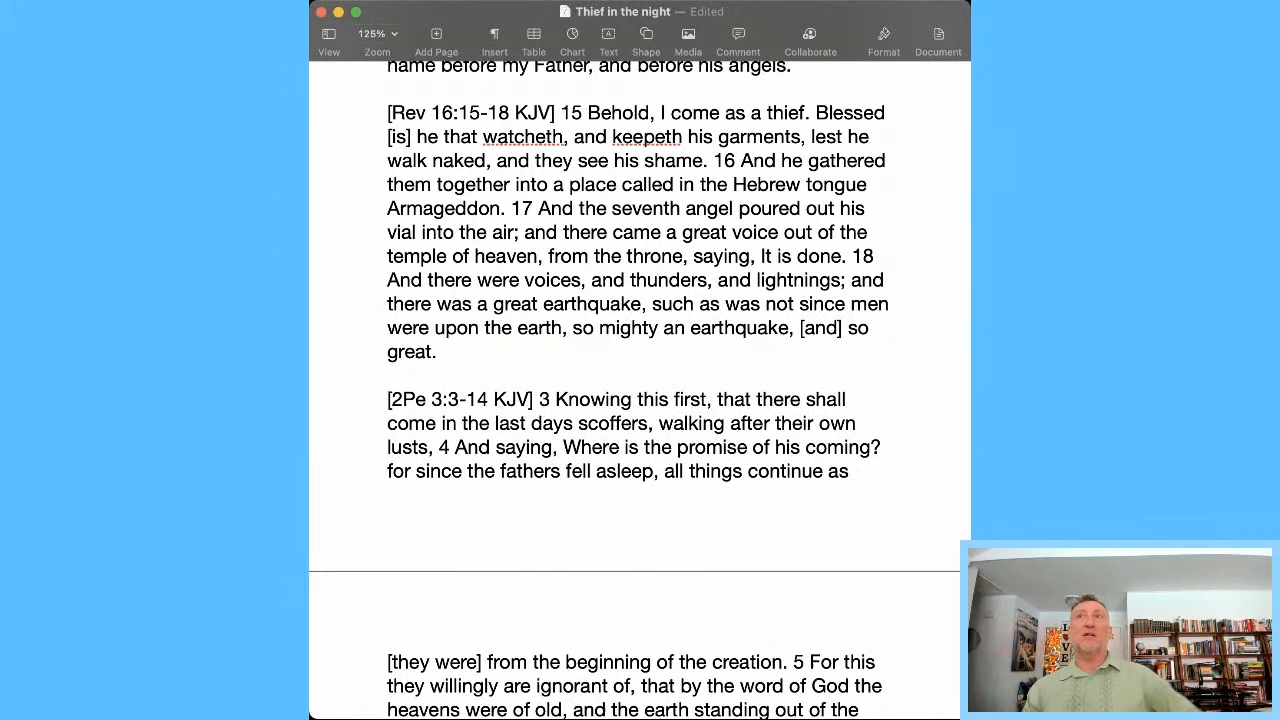 Thief in the night — Edited
125%
View Zoom Add Page Insert Table Chart Text Shape Media Comment Collaborate Format Document
name before my Father, and before his angels.
[Rev 16:15-18 KJV] 15 Behold, I come as a thief. Blessed
[is] he that watcheth, and keepeth his garments, lest he
walk naked, and they see his shame. 16 And he gathered
them together into a place called in the Hebrew tongue
Armageddon. 17 And the seventh angel poured out his
vial into the air; and there came a great voice out of the
temple of heaven, from the throne, saying, It is done. 18
And there were voices, and thunders, and lightnings; and
there was a great earthquake, such as was not since men
were upon the earth, so mighty an earthquake, [and] so
great.
[2Pe 3:3-14 KJV] 3 Knowing this first, that there shall
come in the last days scoffers, walking after their own
lusts, 4 And saying, Where is the promise of his coming?
for since the fathers fell asleep, all things continue as
[they were] from the beginning of the creation. 5 For this
they willingly are ignorant of, that by the word of God the
heavens were of old, and the earth standing out of the